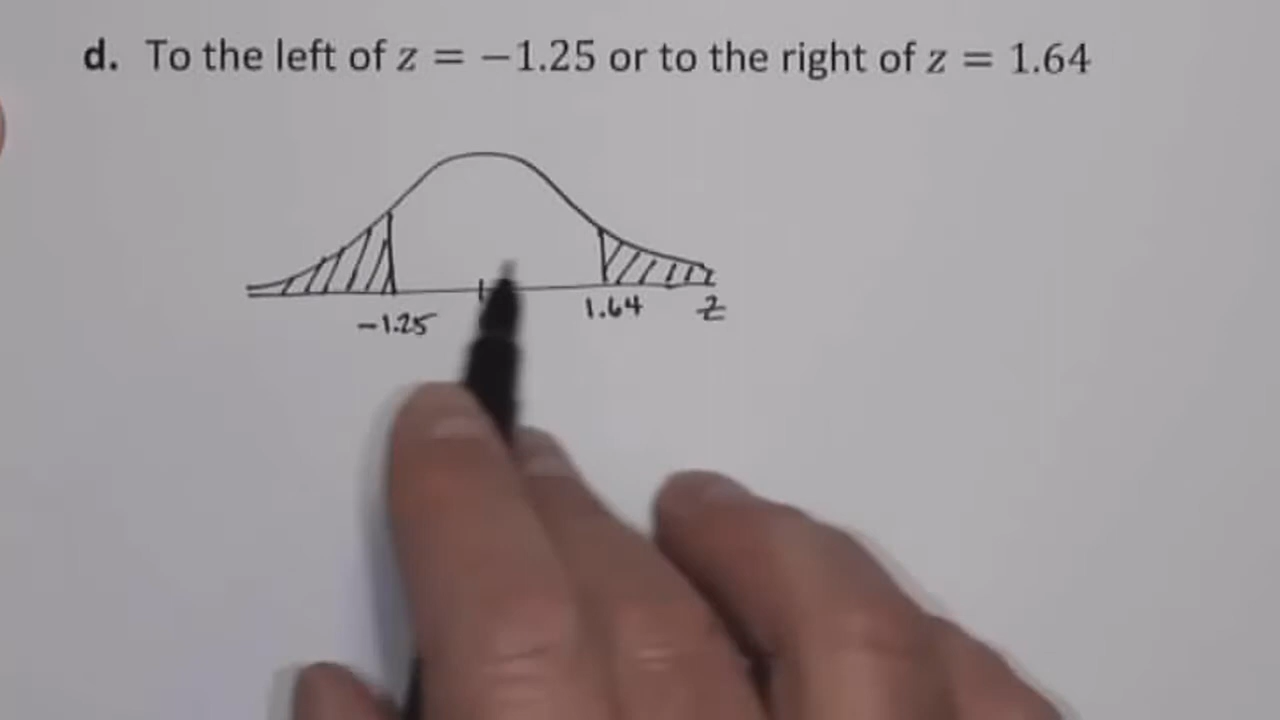 d. To the left of z = −1.25 or to the right of z = 1.64
-1.25 1.64 z